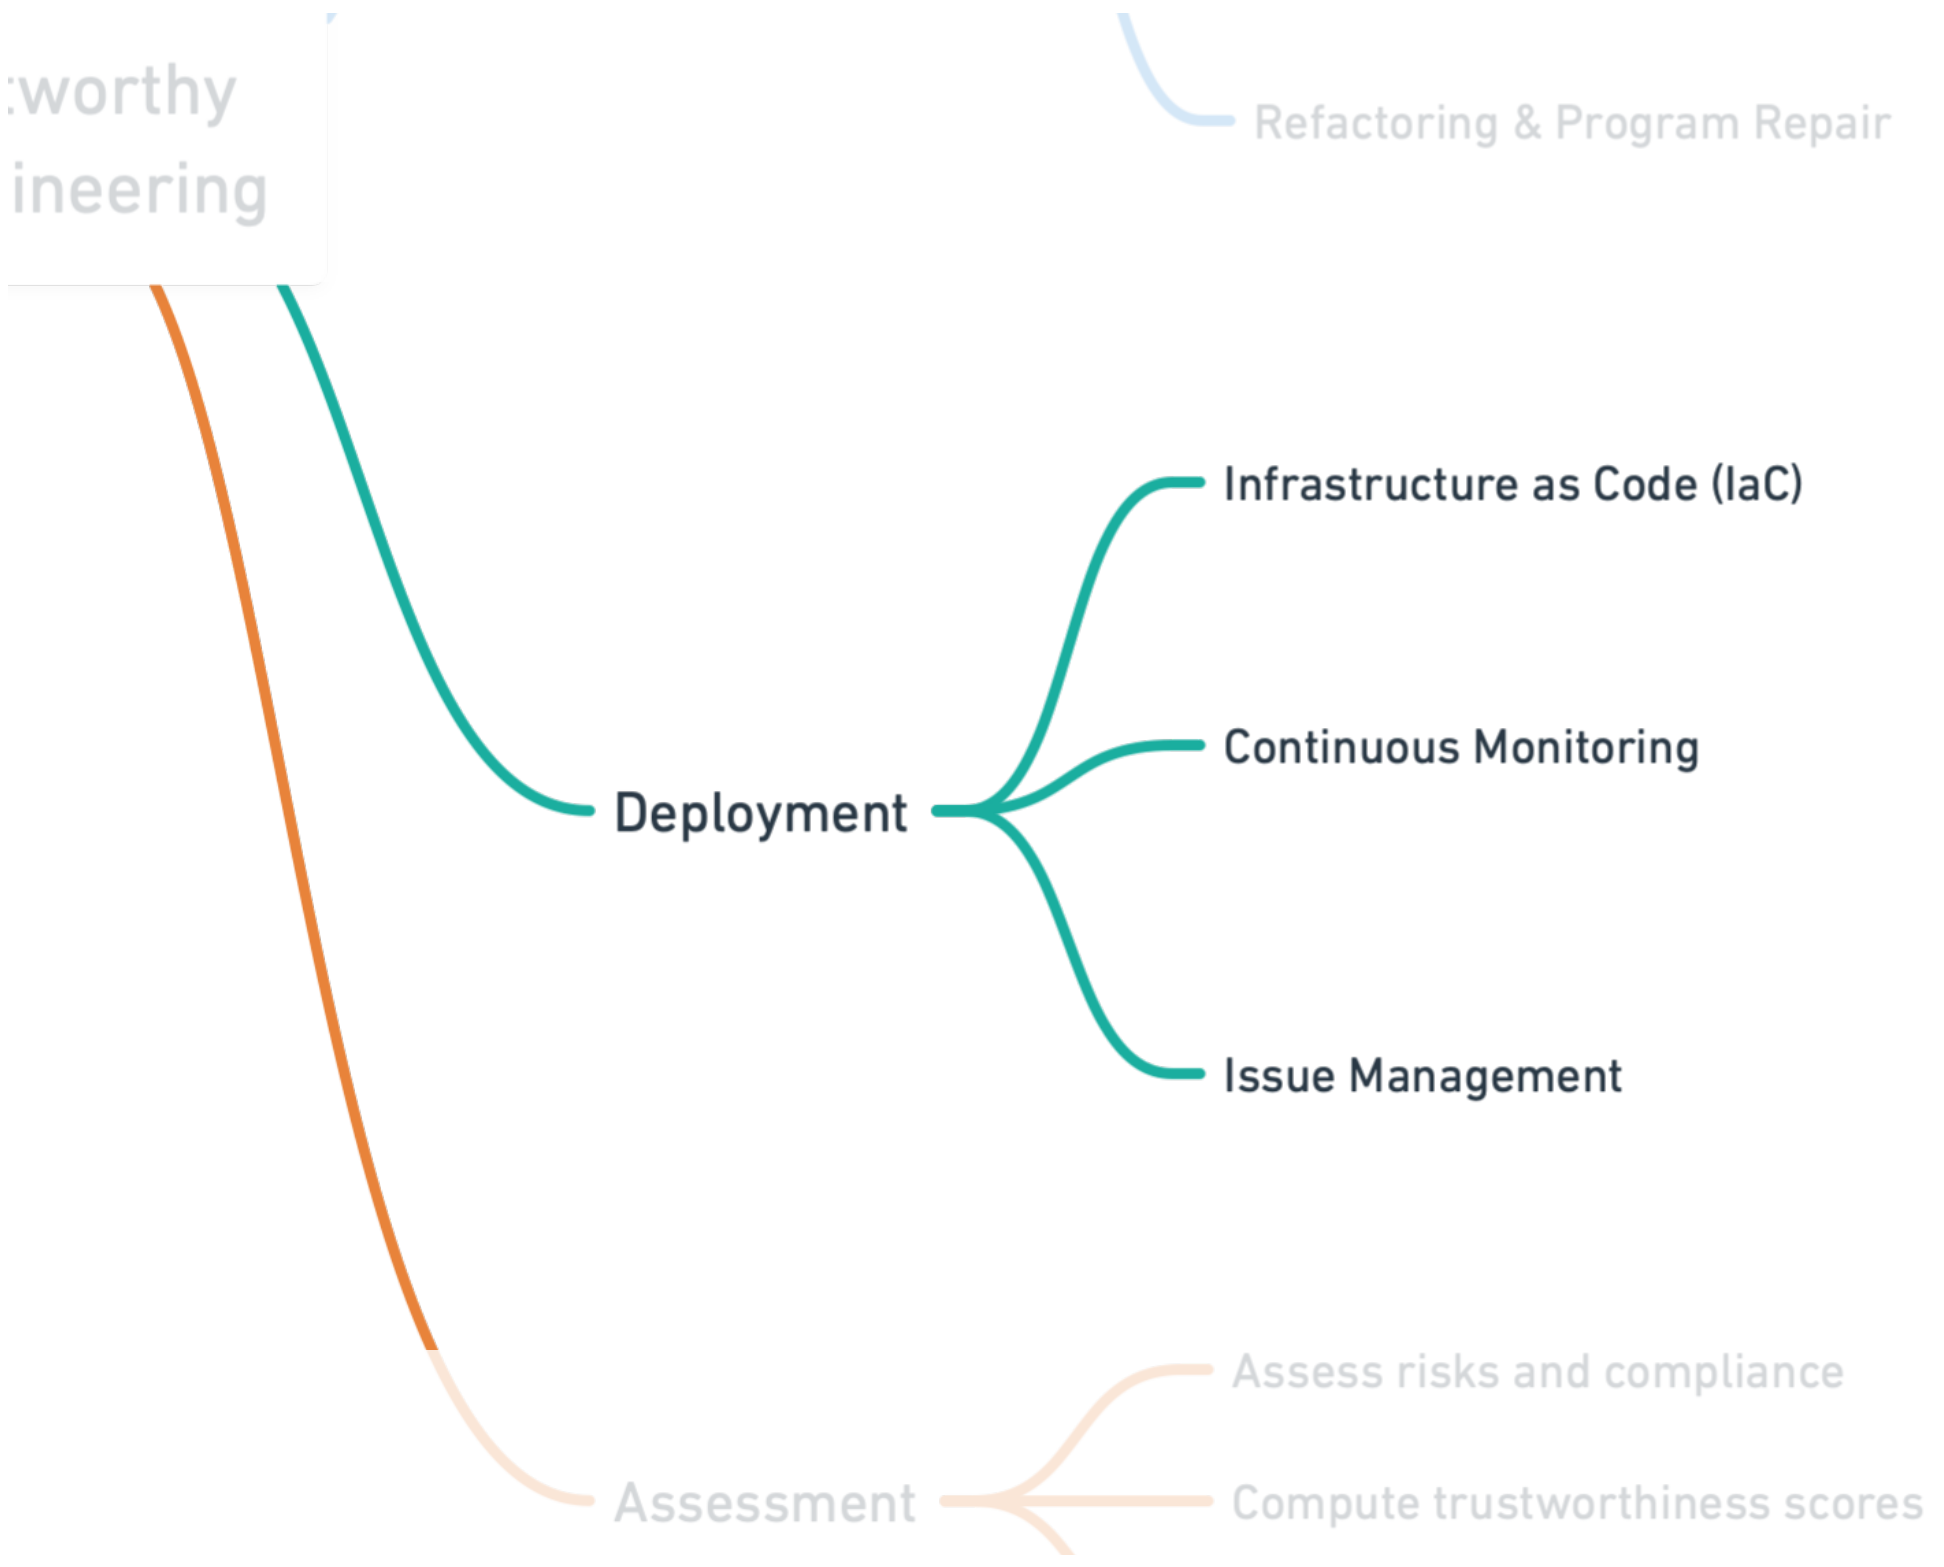 tworthy
ineering
Refactoring & Program Repair
Infrastructure as Code (IaC)
Continuous Monitoring
Deployment
Issue Management
Assess risks and compliance
Assessment
Compute trustworthiness scores